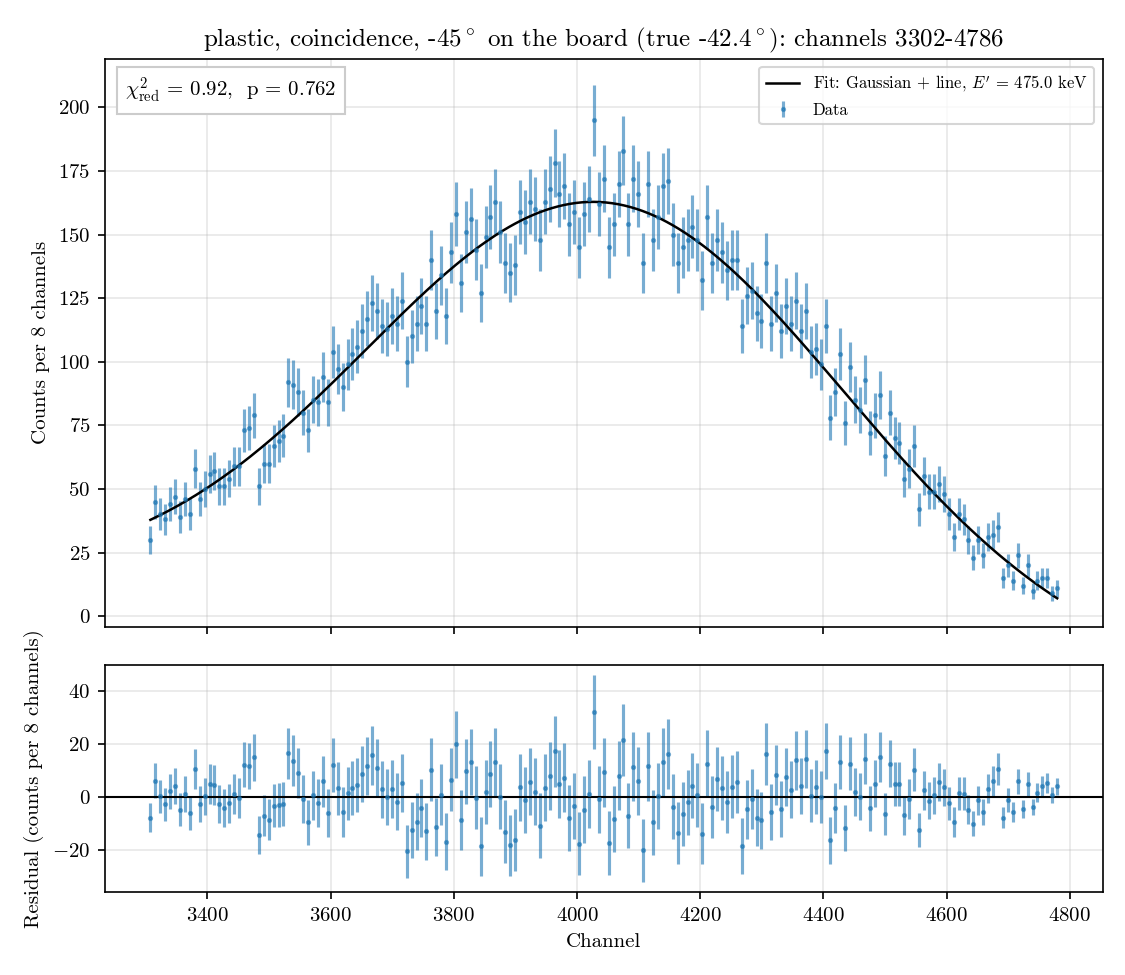 plastic, coincidence, -45° on the board (true -42.4°): channels 3302-4786
χ²_red = 0.92, p = 0.762
Fit: Gaussian + line, E′ = 475.0 keV
Data
Counts per 8 channels
200
175
150
125
100
75
50
25
0
Residual (counts per 8 channels)
40
20
0
−20
3400 3600 3800 4000 4200 4400 4600 4800
Channel